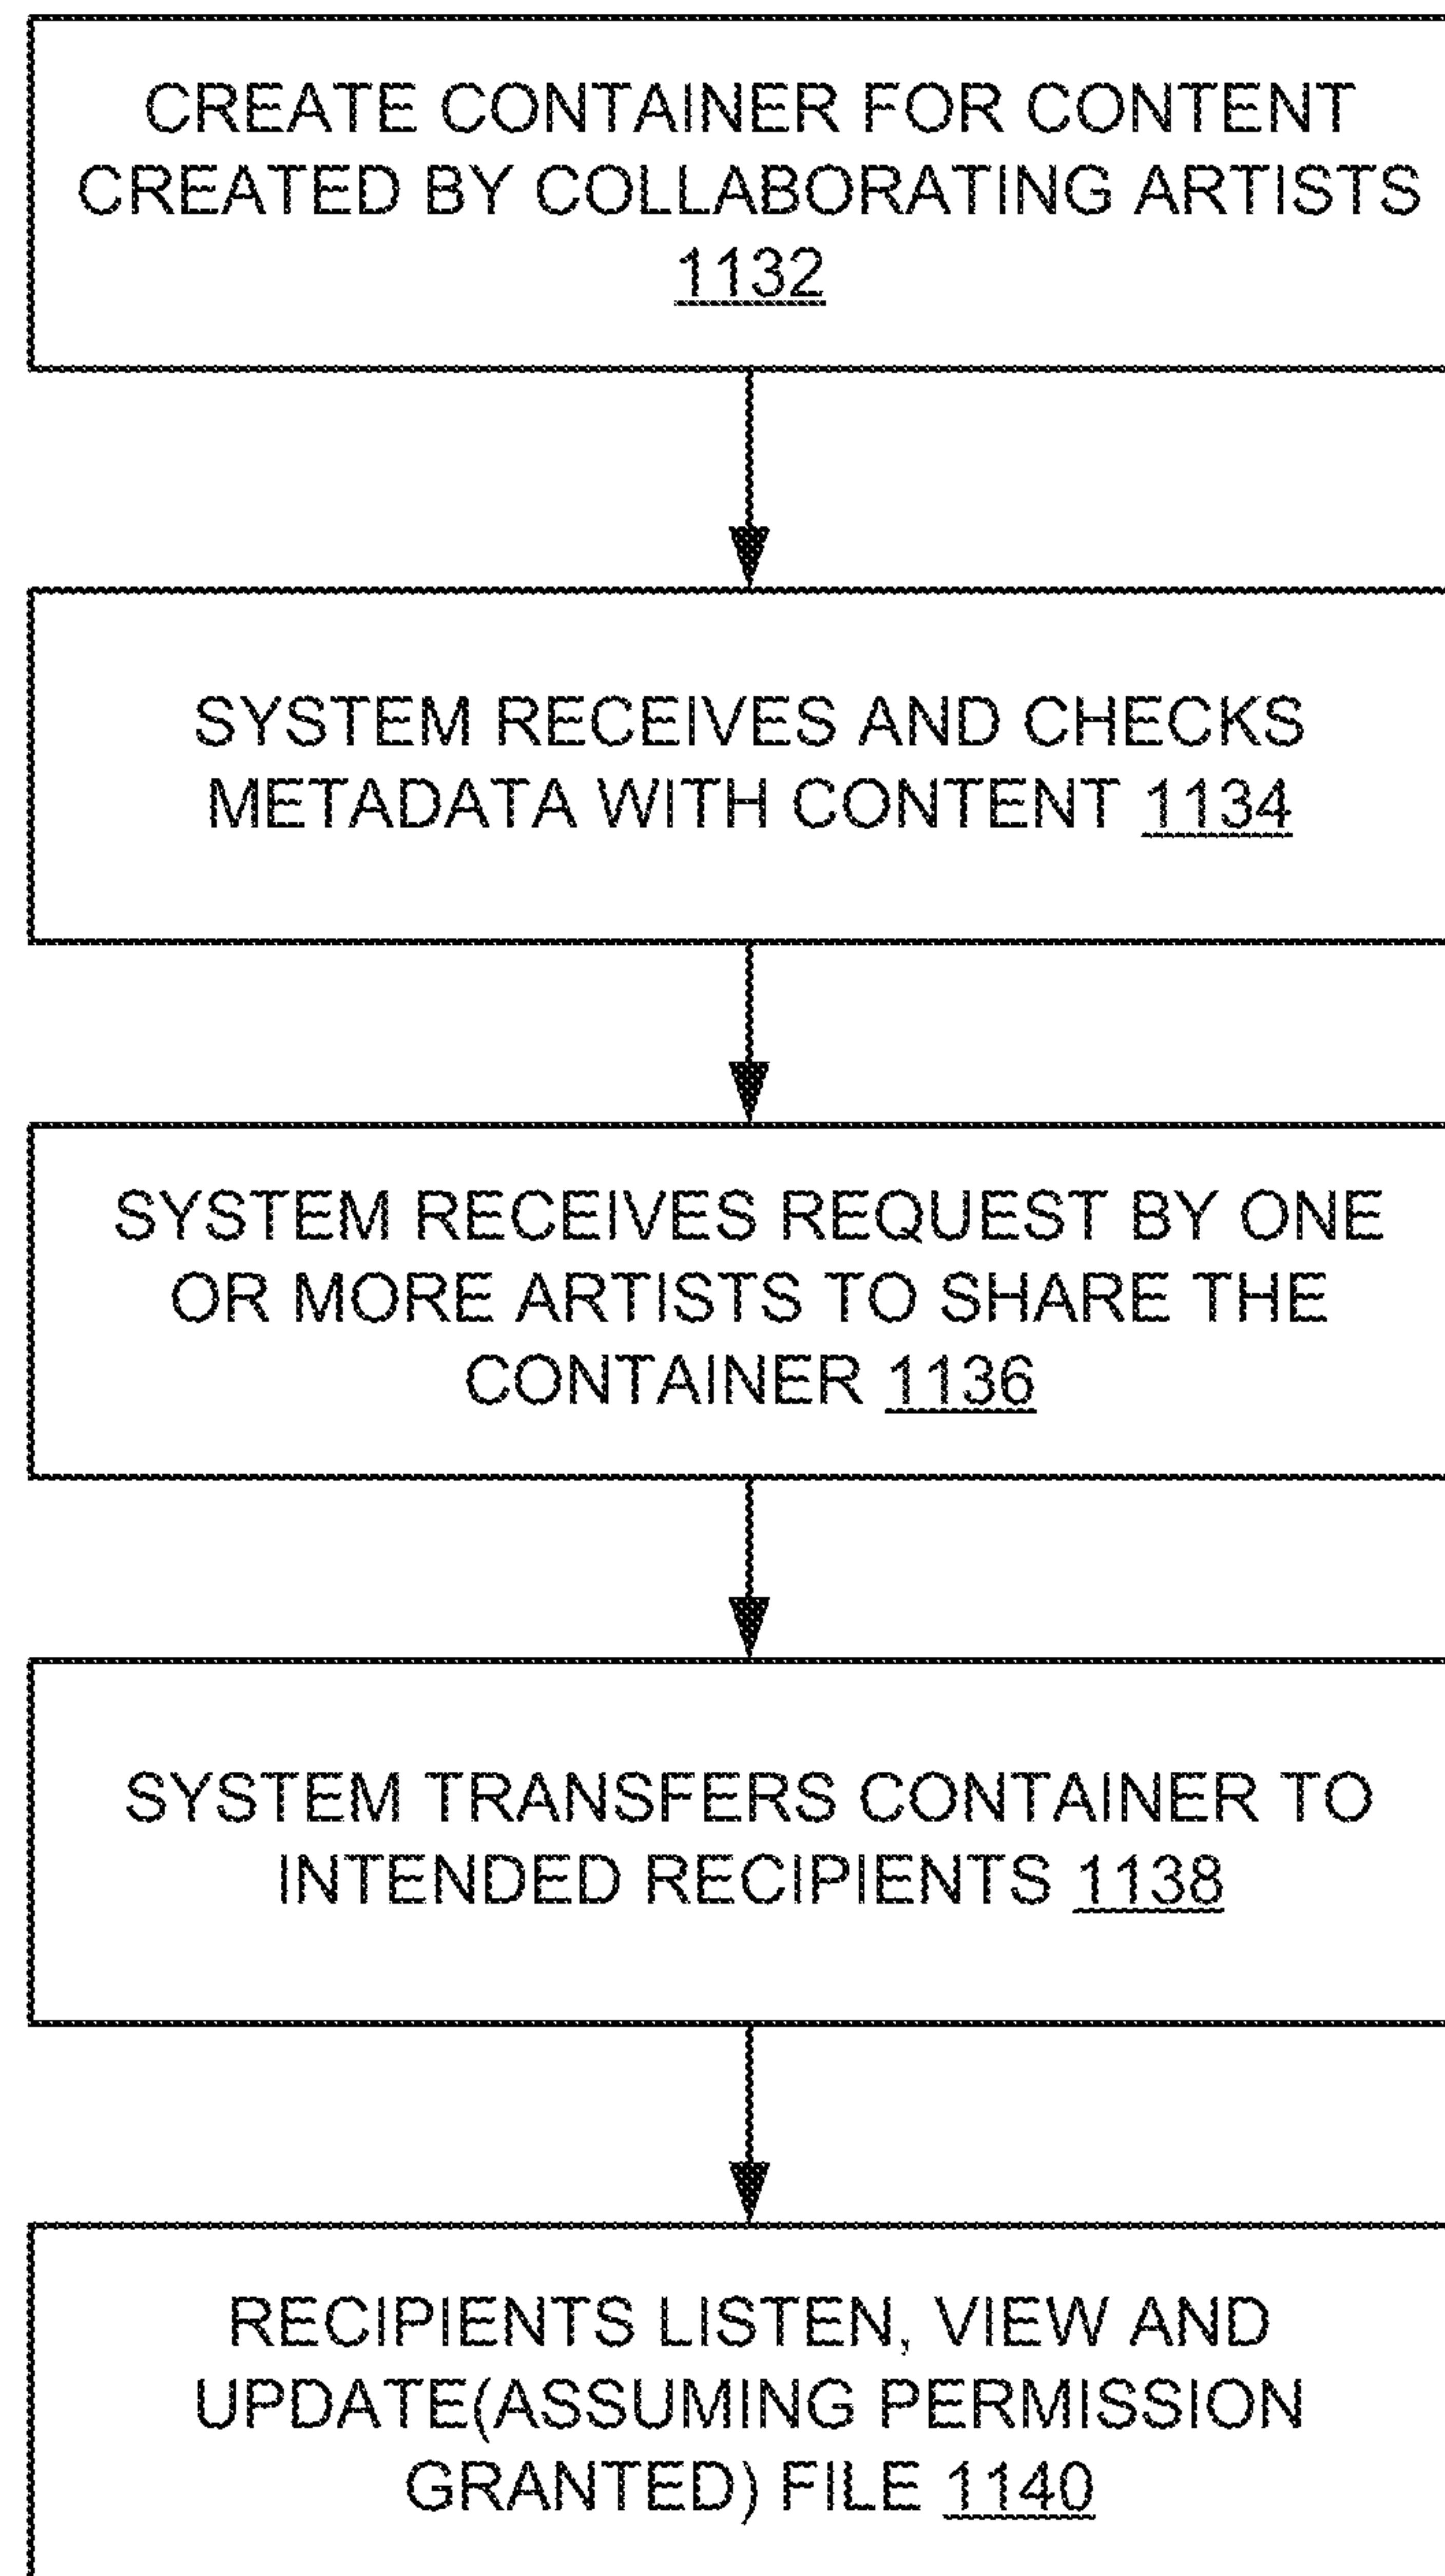 CREATE CONTAINER FOR CONTENT
CREATED BY COLLABORATING ARTISTS
1132
SYSTEM RECEIVES AND CHECKS
METADATA WITH CONTENT 1134
SYSTEM RECEIVES REQUEST BY ONE
OR MORE ARTISTS TO SHARE THE
CONTAINER 1136
SYSTEM TRANSFERS CONTAINER TO
INTENDED RECIPIENTS 1138
RECIPIENTS LISTEN, VIEW AND
UPDATE(ASSUMING PERMISSION
GRANTED) FILE 1140